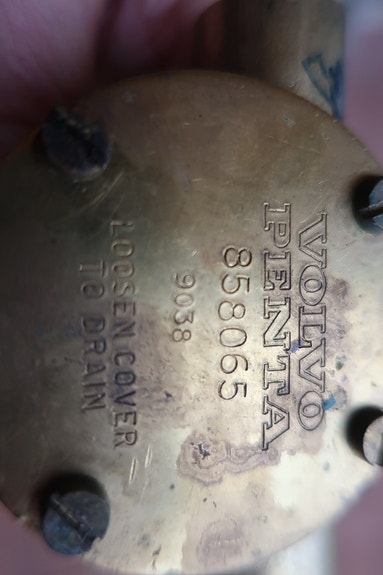 VOLVO
PENTA
858065
9038
LOOSEN COVER
TO DRAIN